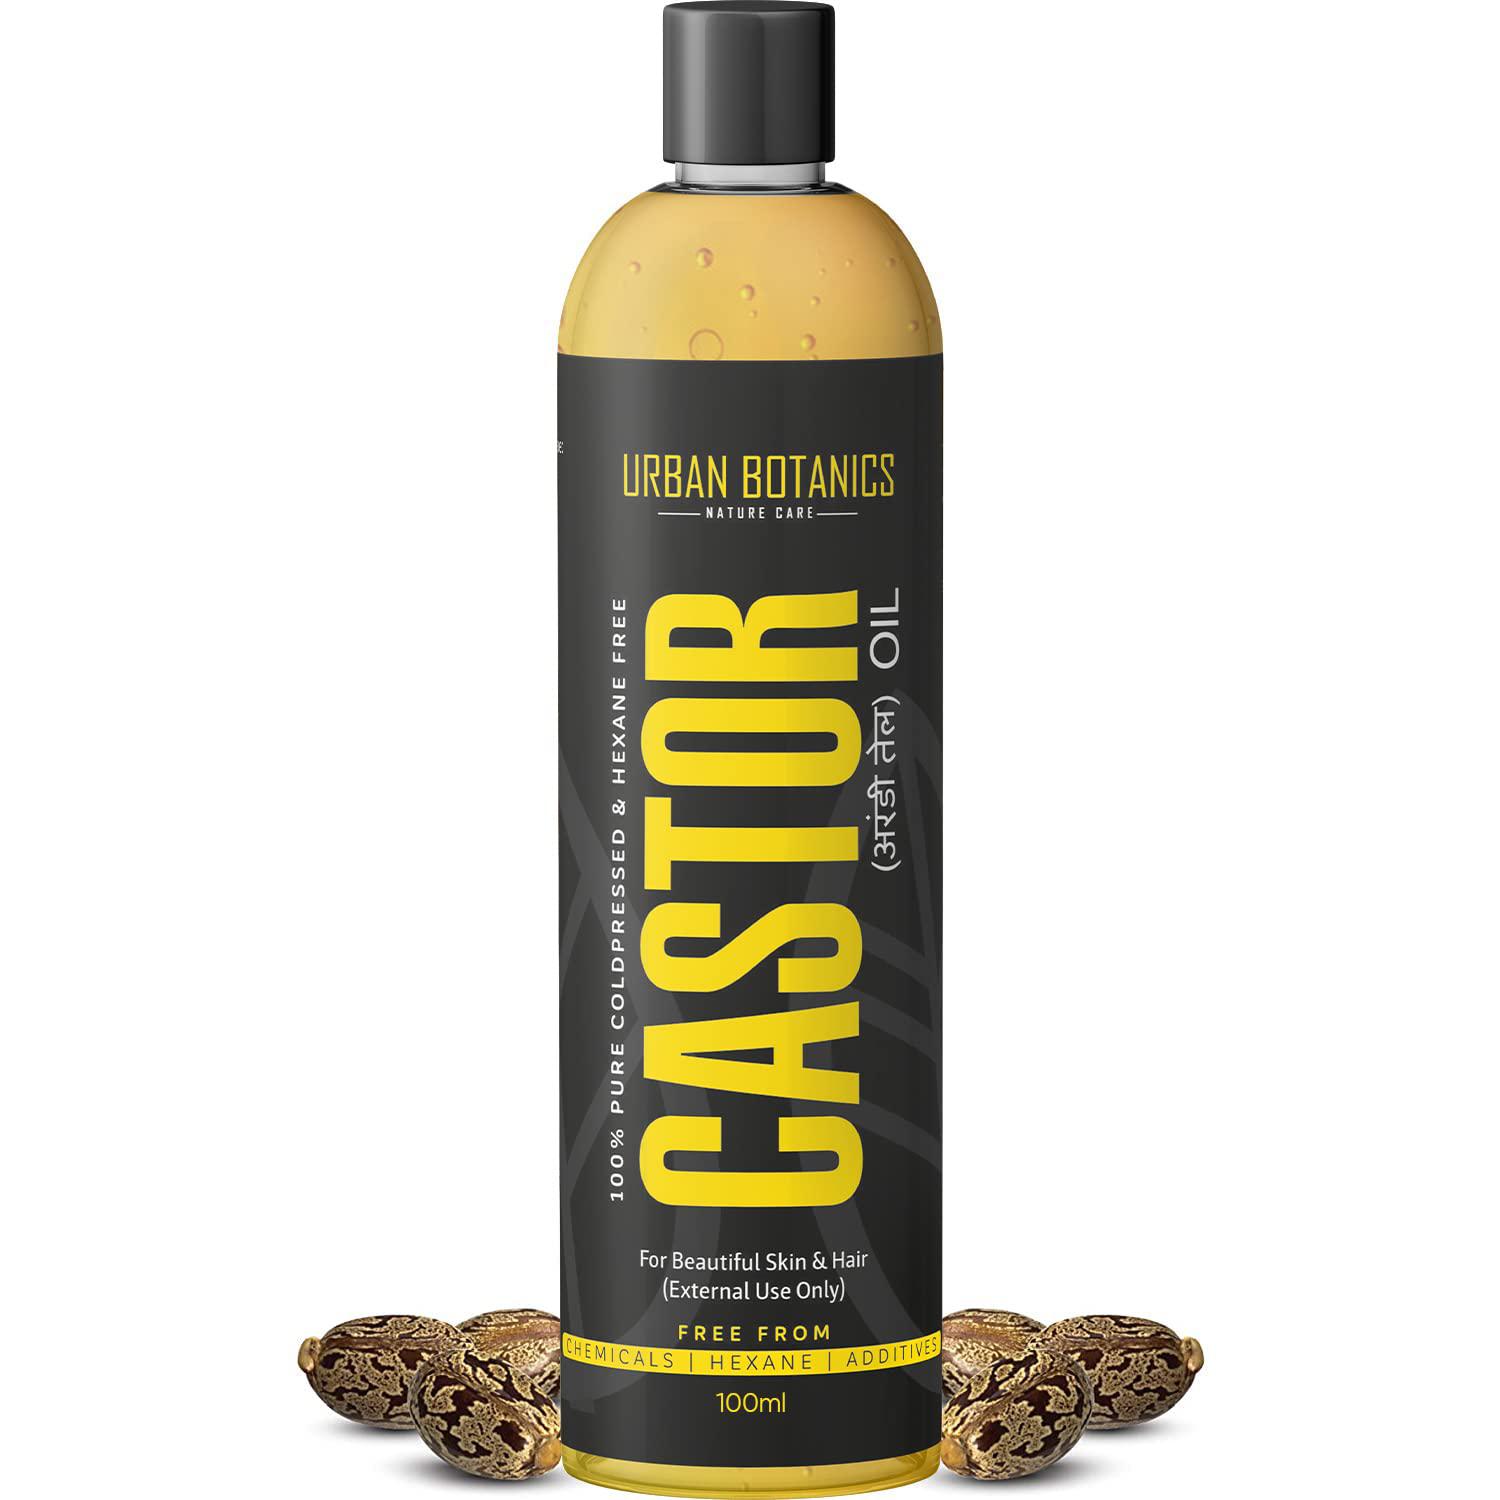 URBAN BOTANICS
NATURE CARE
100% PURE COLDPRESSED & HEXANE FREE
CASTOR
(अरंडी तेल) OIL
For Beautiful Skin & Hair
(External Use Only)
FREE FROM
CHEMICALS | HEXANE | ADDITIVES
100ml